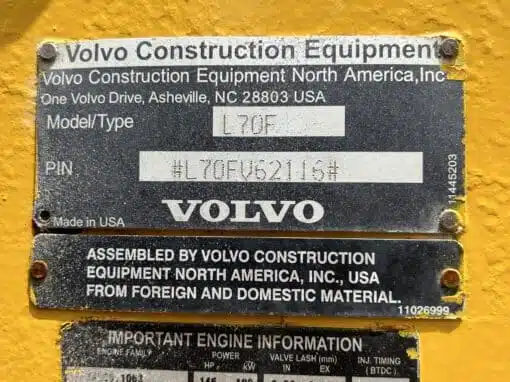 Volvo Construction Equipment
Volvo Construction Equipment North America,Inc
One Volvo Drive, Asheville, NC 28803 USA
Model/Type L70F
PIN #L70FV62116#
VOLVO
Made in USA
11445203
ASSEMBLED BY VOLVO CONSTRUCTION
EQUIPMENT NORTH AMERICA, INC., USA
FROM FOREIGN AND DOMESTIC MATERIAL.
11026999
IMPORTANT ENGINE INFORMATION
ENGINE FAMILY POWER VALVE LASH (mm) INJ. TIMING
HP kW IN EX (BTDC)